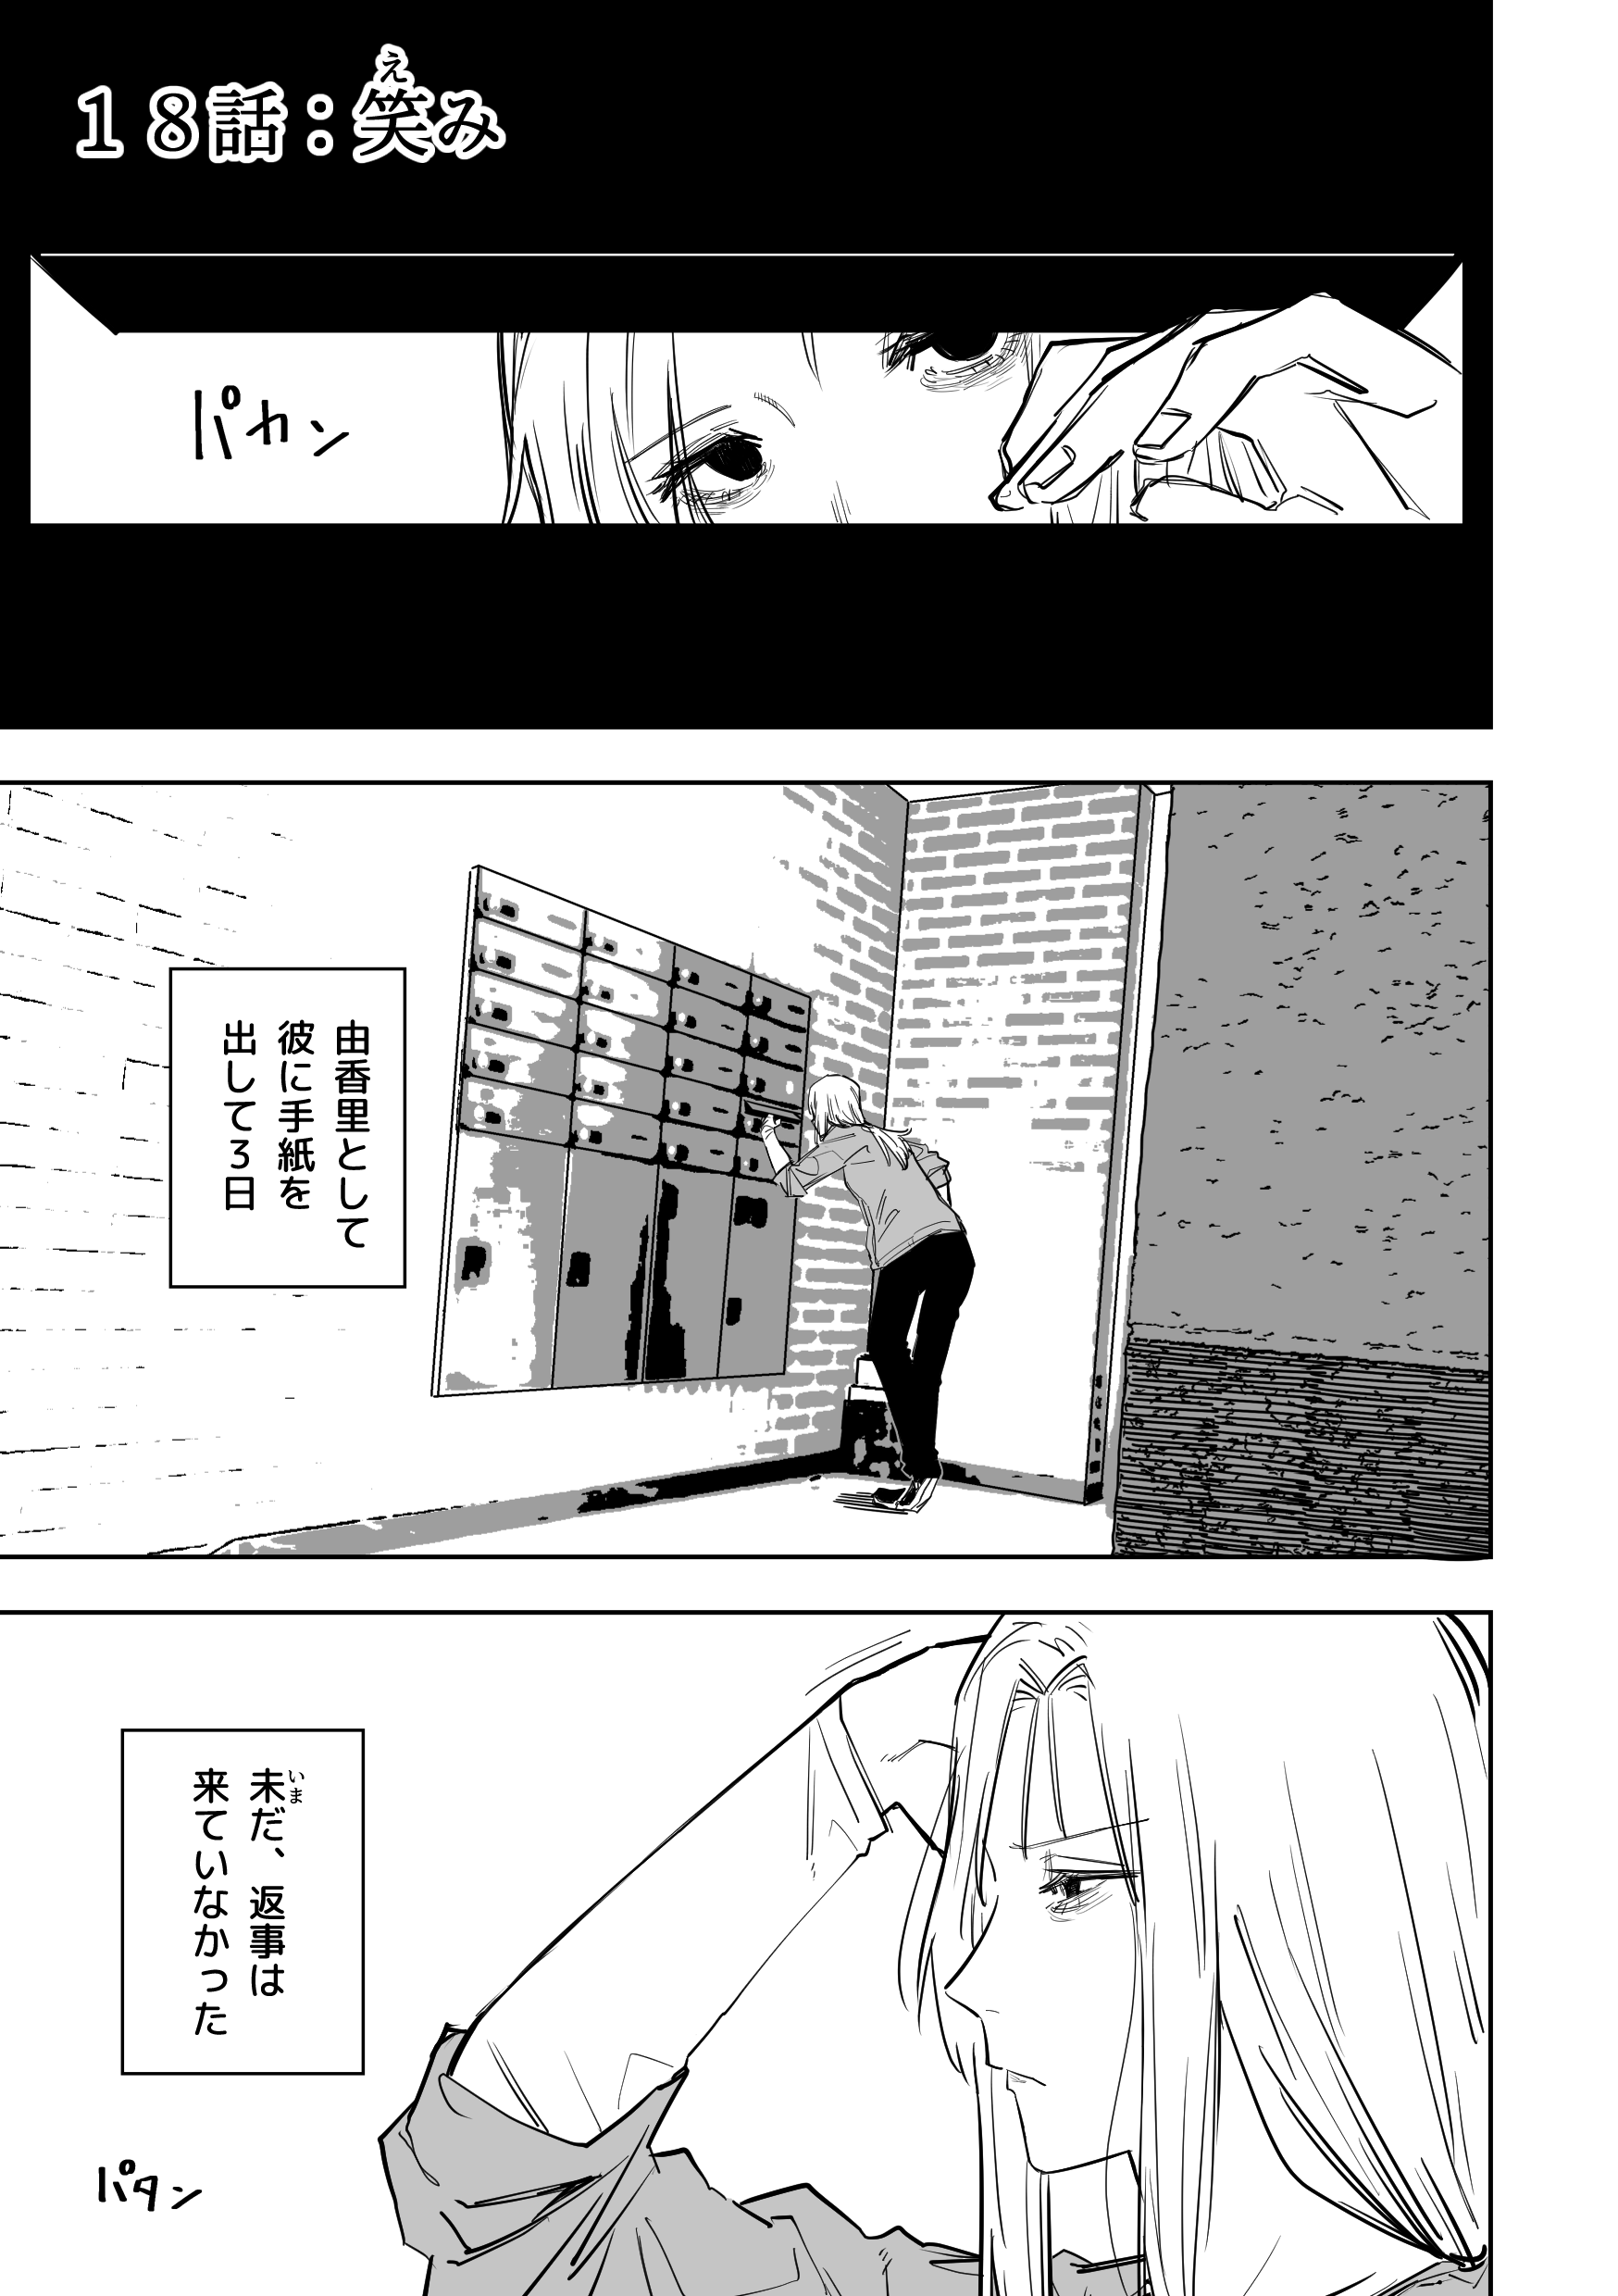 18話：笑み
え
パカン
由香里として
彼に手紙を
出して3日
未だ、返事は
いま
来ていなかった
パタン